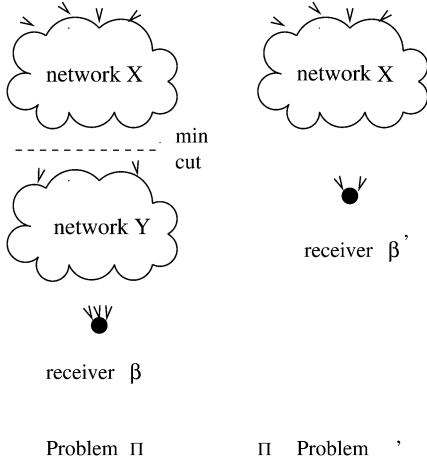 network X
network X
min
cut
network Y
receiver β'
receiver β
Problem Π
Π Problem '